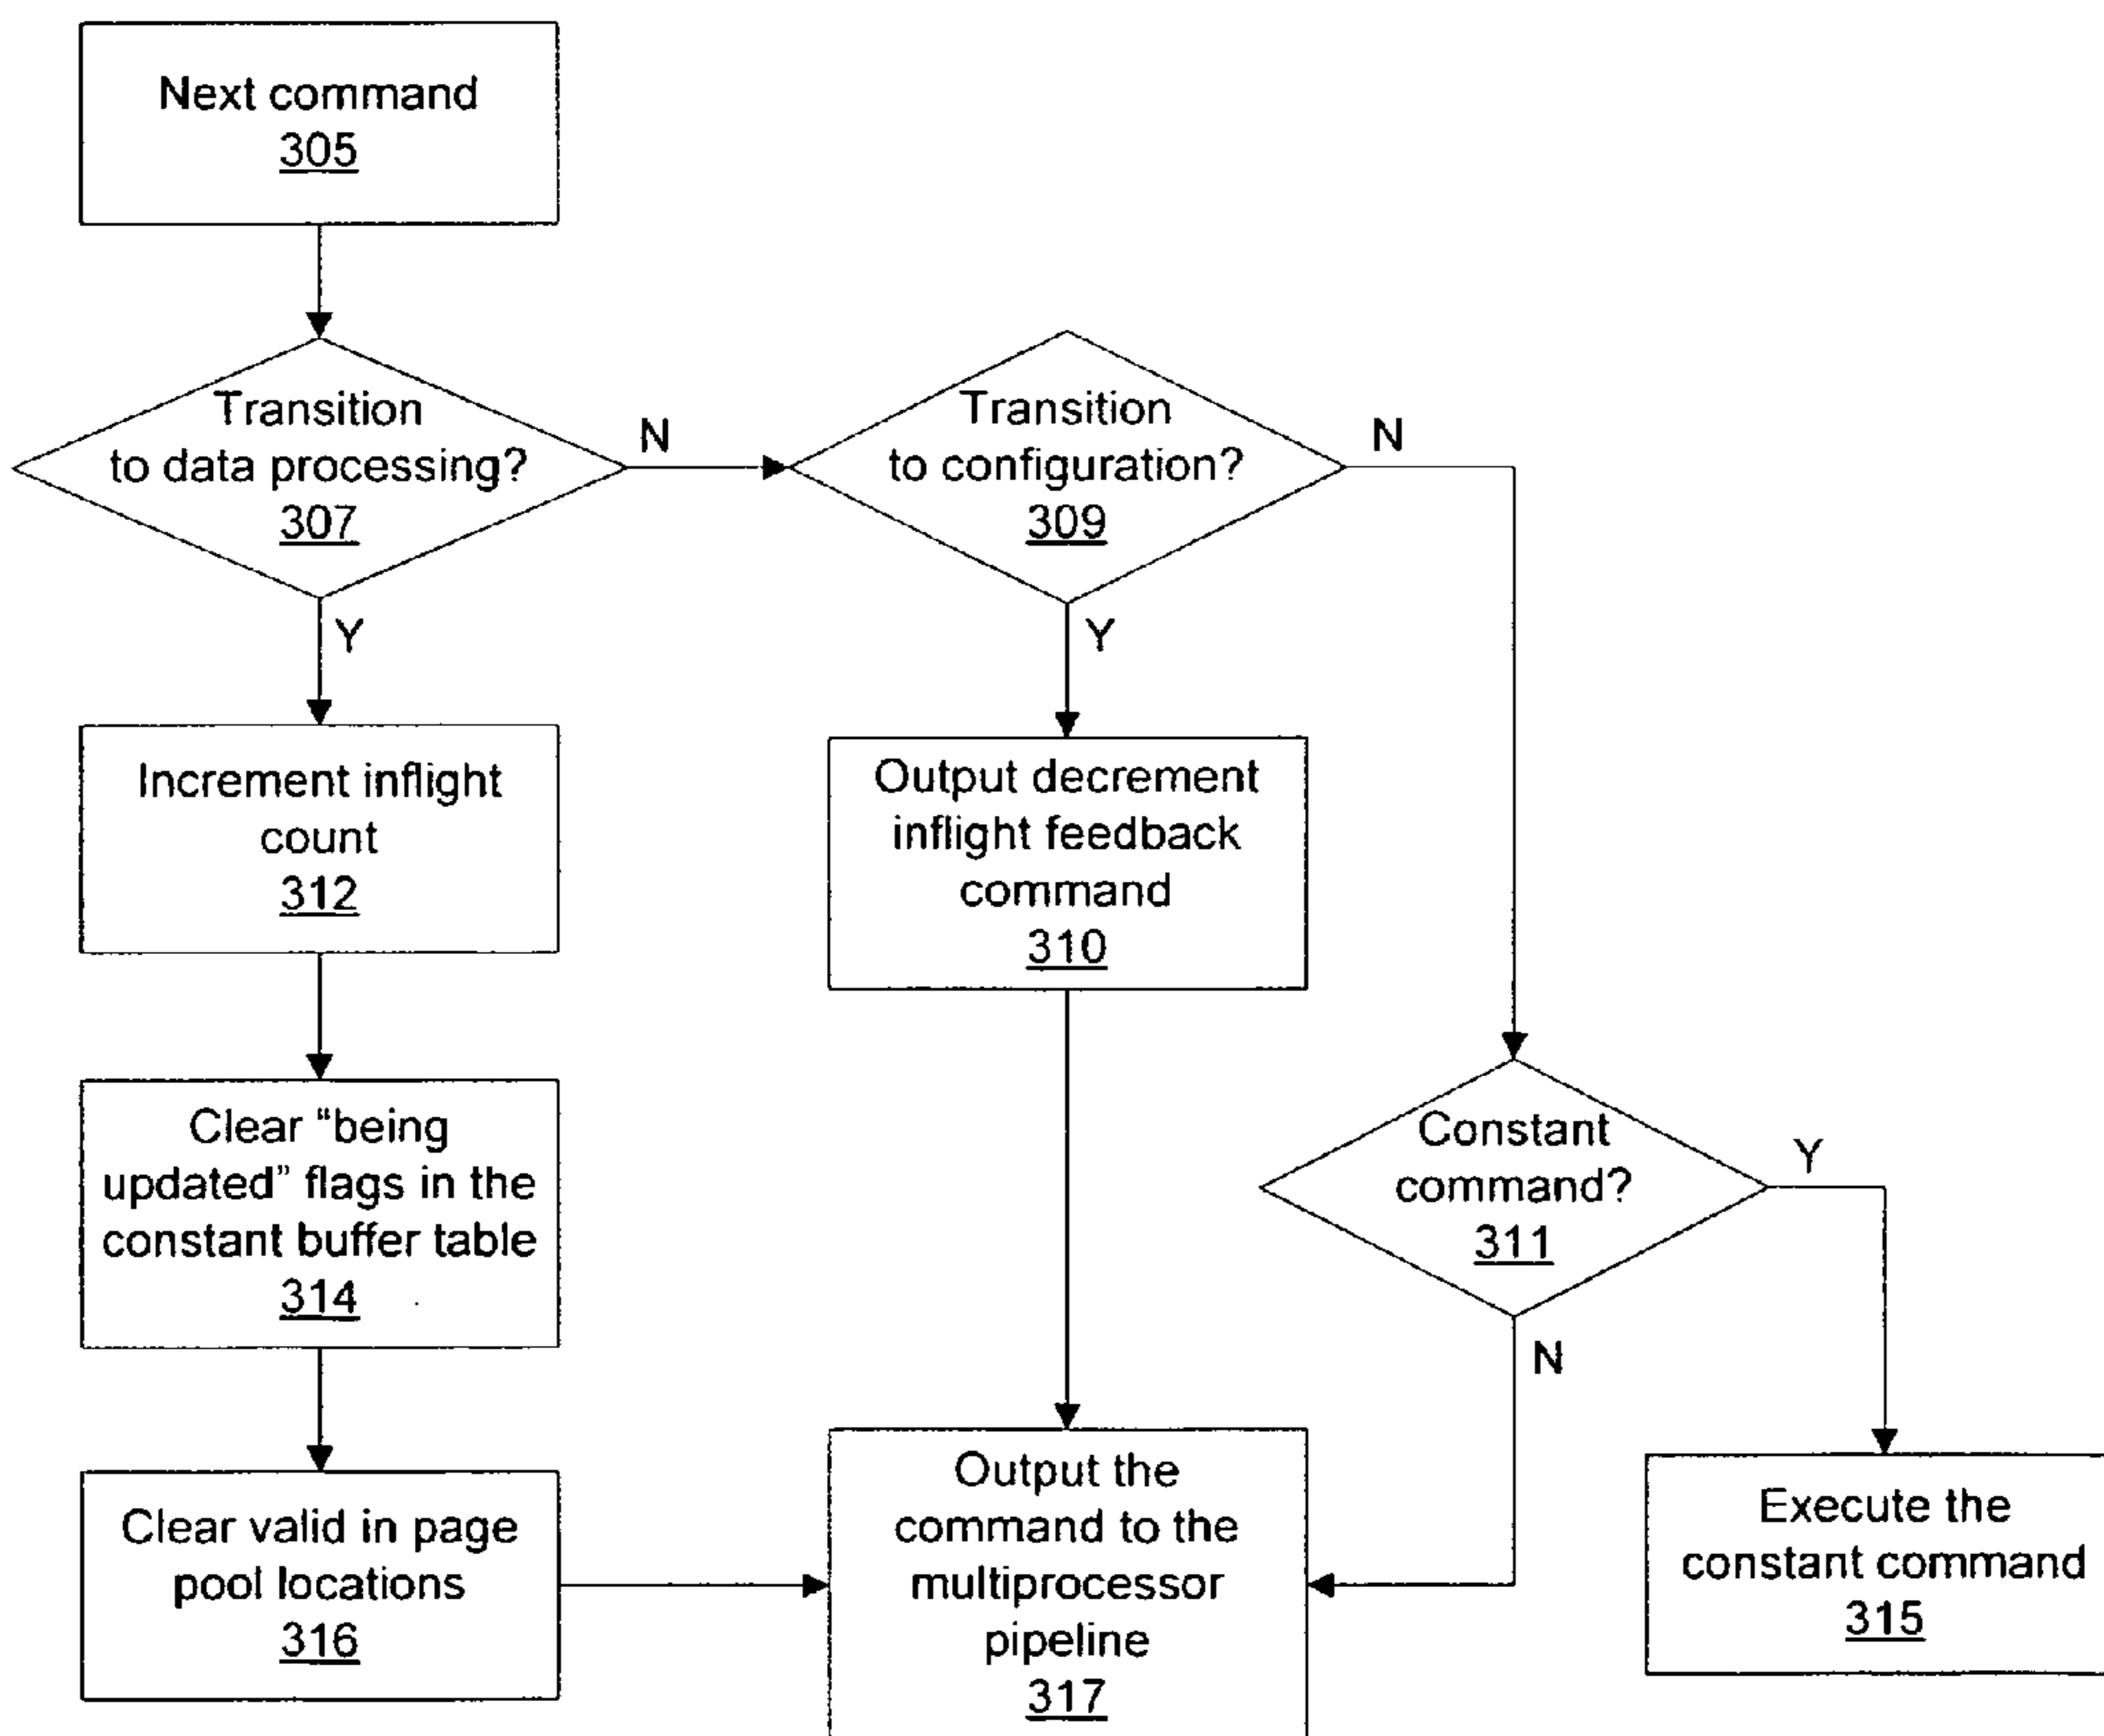 Next command
305
Transition
to data processing?
307
N
Transition
to configuration?
309
N
Y
Y
Increment inflight
count
312
Output decrement
inflight feedback
command
310
Clear “being
updated” flags in the
constant buffer table
314
Constant
command?
311
Y
N
Clear valid in page
pool locations
316
Output the
command to the
multiprocessor
pipeline
317
Execute the
constant command
315